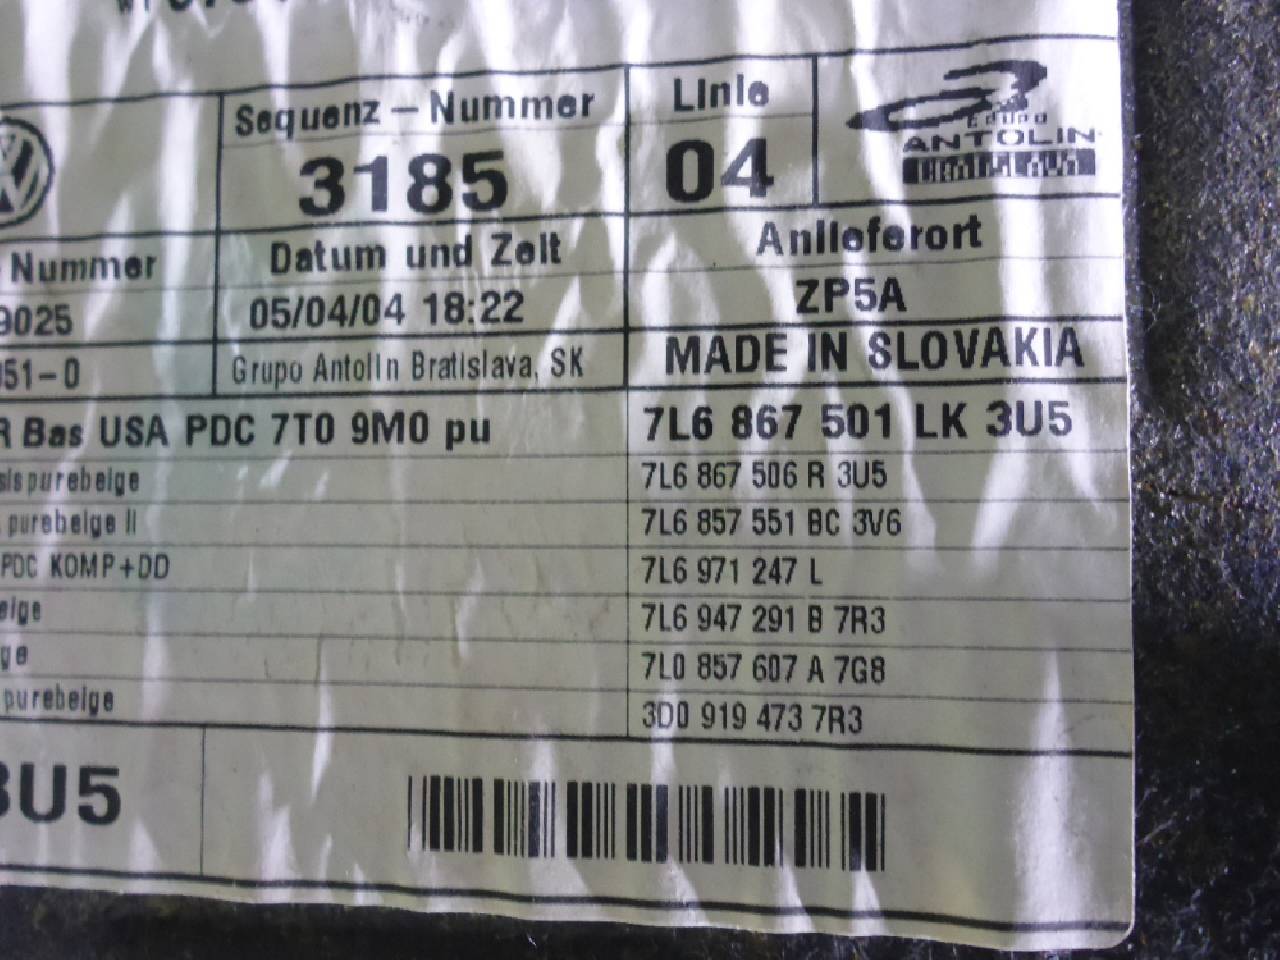 Sequenz - Nummer
3185
Linie
04
Grupo
ANTOLIN
BRATISLAVA
Nummer
9025
051-0
Datum und Zeit
05/04/04 18:22
Grupo Antolin Bratislava, SK
Anlieferort
ZP5A
MADE IN SLOVAKIA
R Bas USA PDC 7T0 9M0 pu 7L6 867 501 LK 3U5
sispurebeige 7L6 867 506 R 3U5
purebeige II 7L6 857 551 BC 3V6
PDC KOMP+DD 7L6 971 247 L
eige 7L6 947 291 B 7R3
ge 7L0 857 607 A 7G8
purebeige 3D0 919 473 7R3
3U5